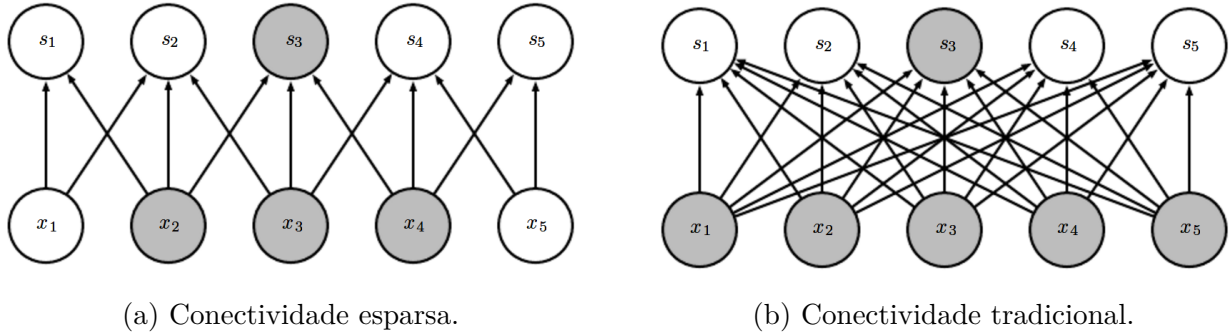 s1 s2 s3 s4 s5
x1 x2 x3 x4 x5
(a) Conectividade esparsa.
s1 s2 s3 s4 s5
x1 x2 x3 x4 x5
(b) Conectividade tradicional.